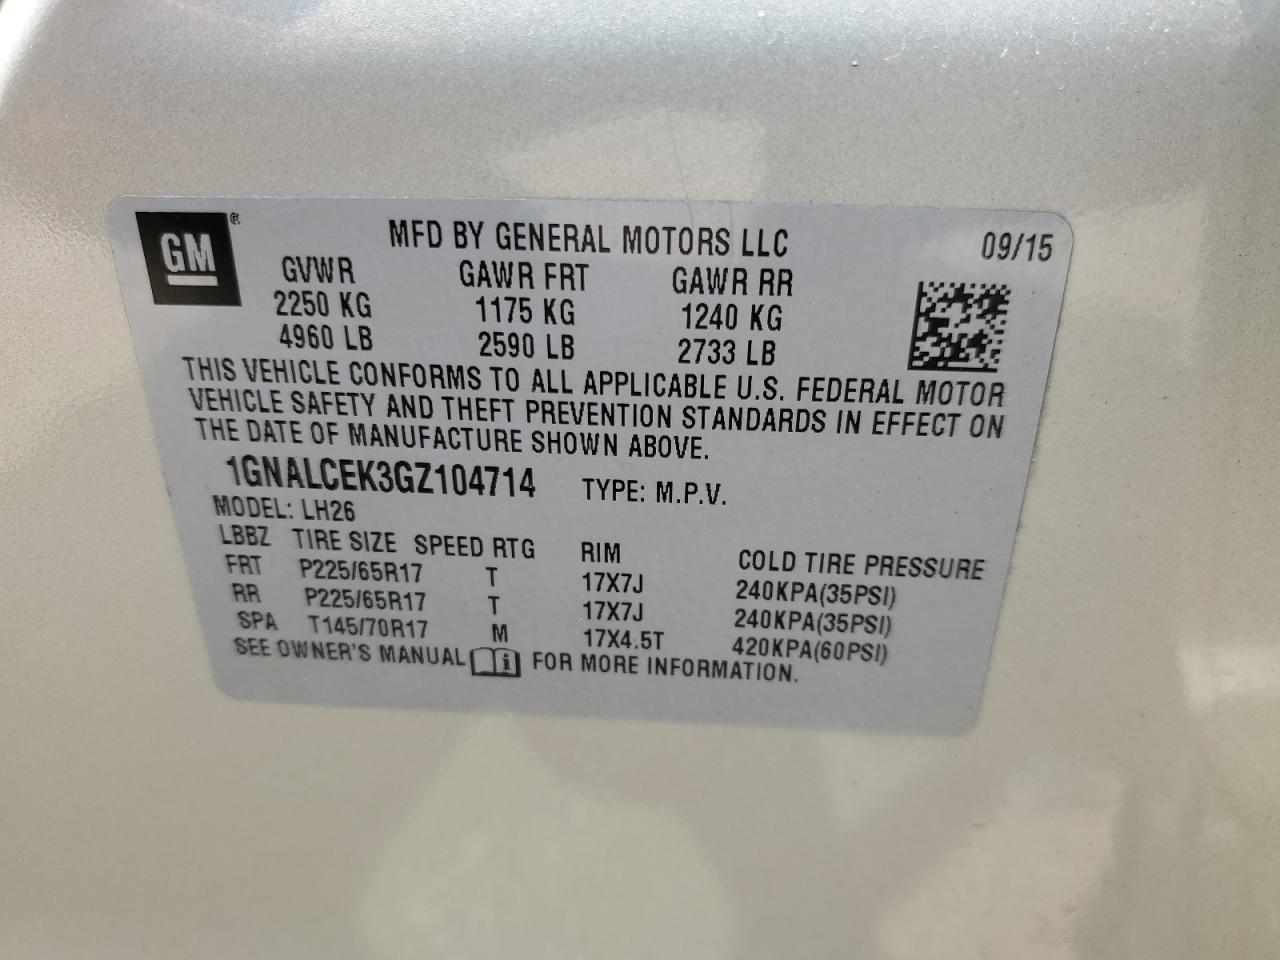 GM ®
MFD BY GENERAL MOTORS LLC 09/15
GVWR GAWR FRT GAWR RR
2250 KG 1175 KG 1240 KG
4960 LB 2590 LB 2733 LB
THIS VEHICLE CONFORMS TO ALL APPLICABLE U.S. FEDERAL MOTOR
VEHICLE SAFETY AND THEFT PREVENTION STANDARDS IN EFFECT ON
THE DATE OF MANUFACTURE SHOWN ABOVE.
1GNALCEK3GZ104714 TYPE: M.P.V.
MODEL: LH26
LBBZ TIRE SIZE SPEED RTG RIM COLD TIRE PRESSURE
FRT P225/65R17 T 17X7J 240KPA(35PSI)
RR P225/65R17 T 17X7J 240KPA(35PSI)
SPA T145/70R17 M 17X4.5T 420KPA(60PSI)
SEE OWNER'S MANUAL i FOR MORE INFORMATION.